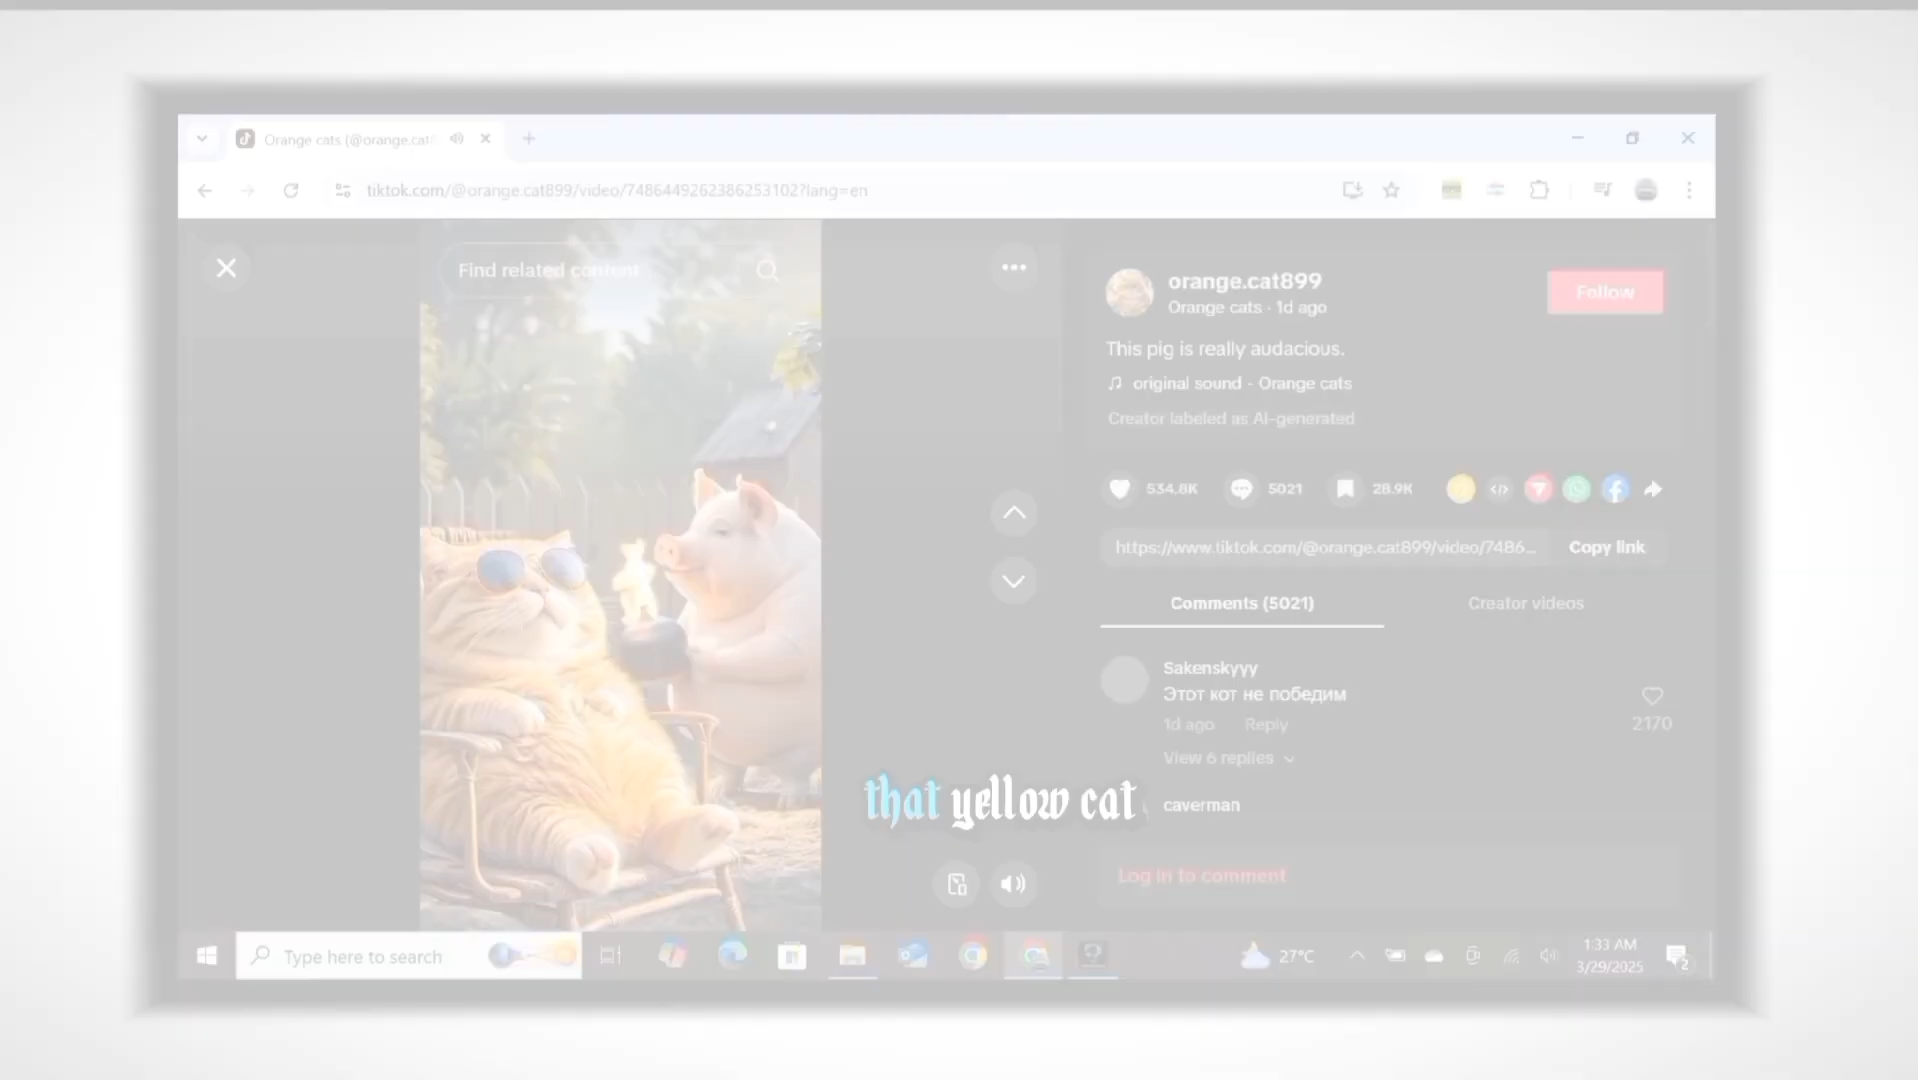 Orange cats (@orange.cat8
tiktok.com/@orange.cat899/video/7486449262386253102?lang=en
Find related content
orange.cat899
Orange cats · 1d ago
Follow
This pig is really audacious.
original sound - Orange cats
Creator labeled as AI-generated
534.8K
5021
28.9K
https://www.tiktok.com/@orange.cat899/video/7486...
Copy link
Comments (5021)
Creator videos
Sakenskyyy
Этот кот не победим
1d ago
Reply
2170
View 6 replies
that yellow cat
caverman
Log in to comment
Type here to search
27°C
1:33 AM
3/29/2025
2